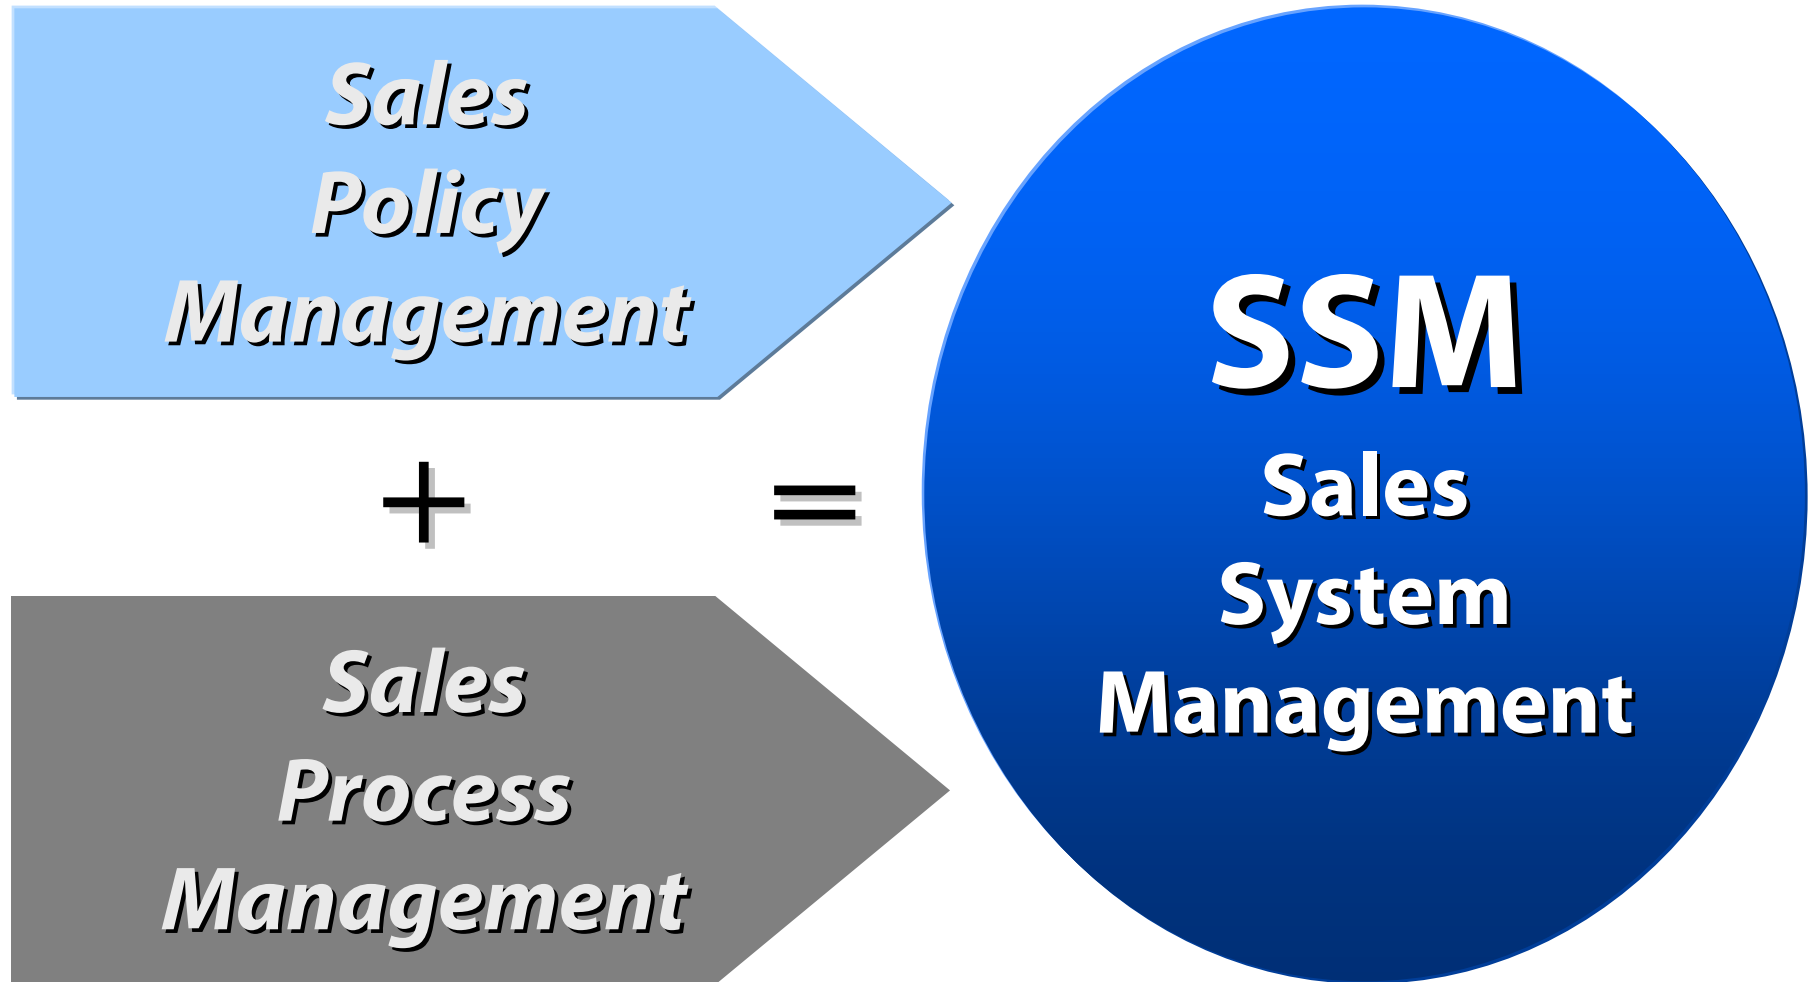 Sales
Policy
Management
+
=
Sales
Process
Management
SSM
Sales
System
Management